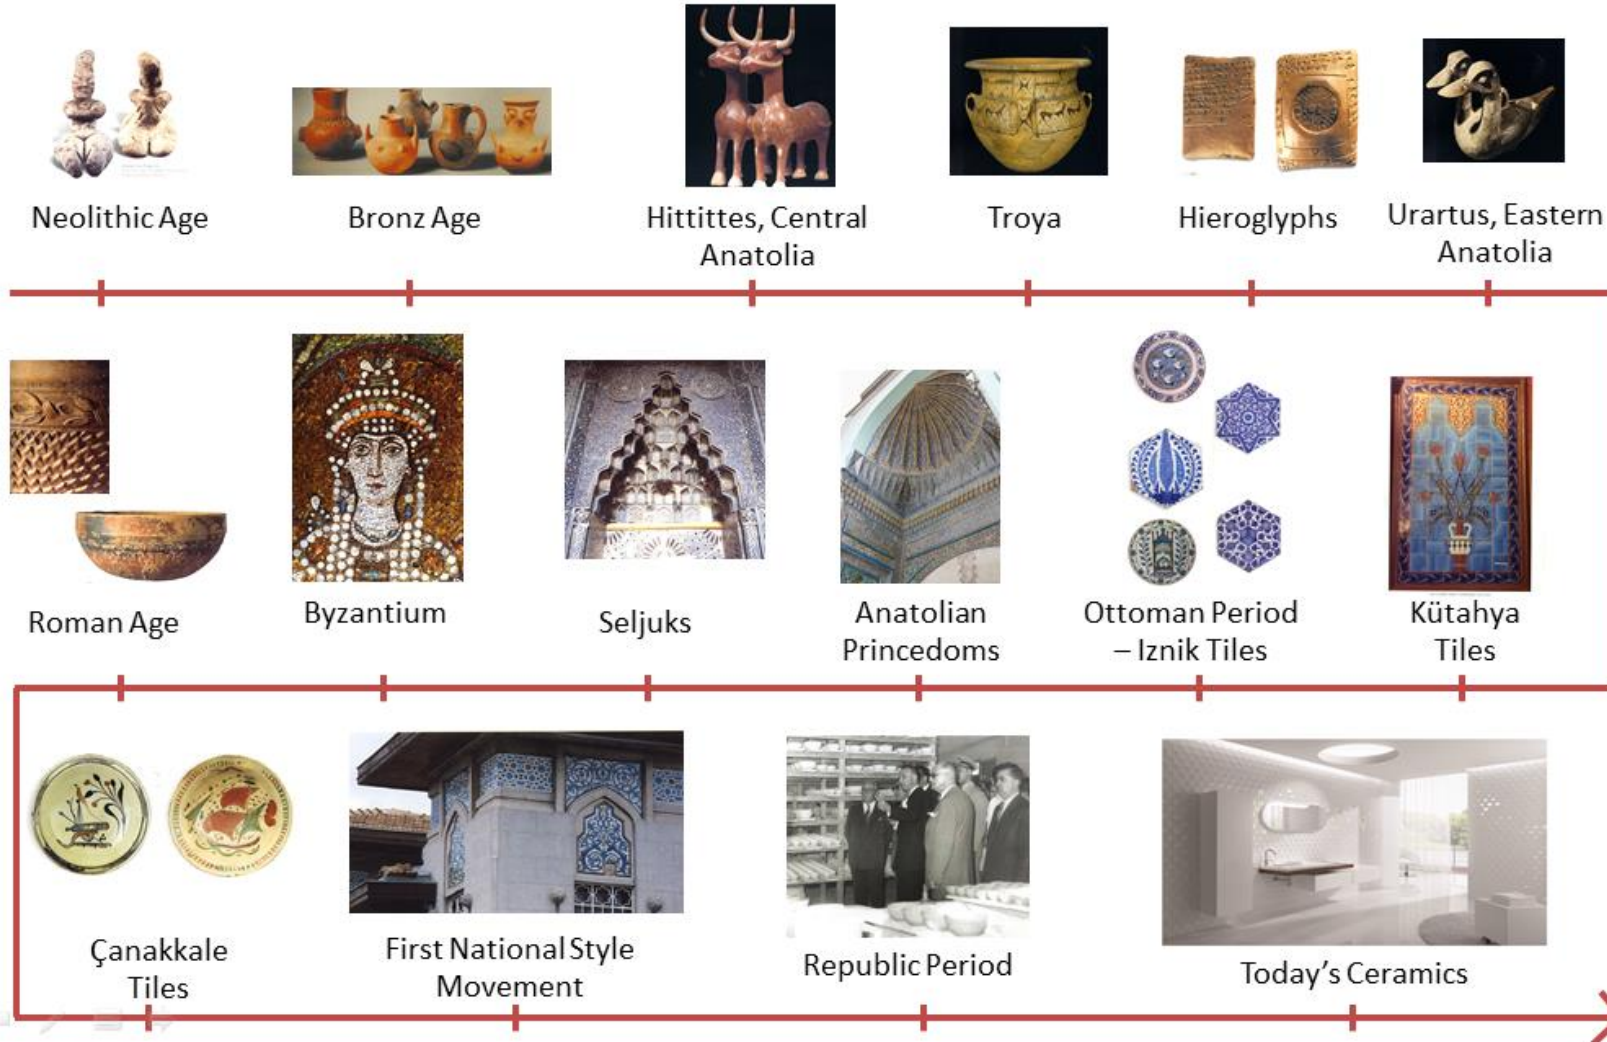 Neolithic Age
Bronz Age
Hittittes, Central
Anatolia
Troya
Hieroglyphs
Urartus, Eastern
Anatolia
Roman Age
Byzantium
Seljuks
Anatolian
Princedoms
Ottoman Period
– Iznik Tiles
Kütahya
Tiles
Çanakkale
Tiles
First National Style
Movement
Republic Period
Today's Ceramics